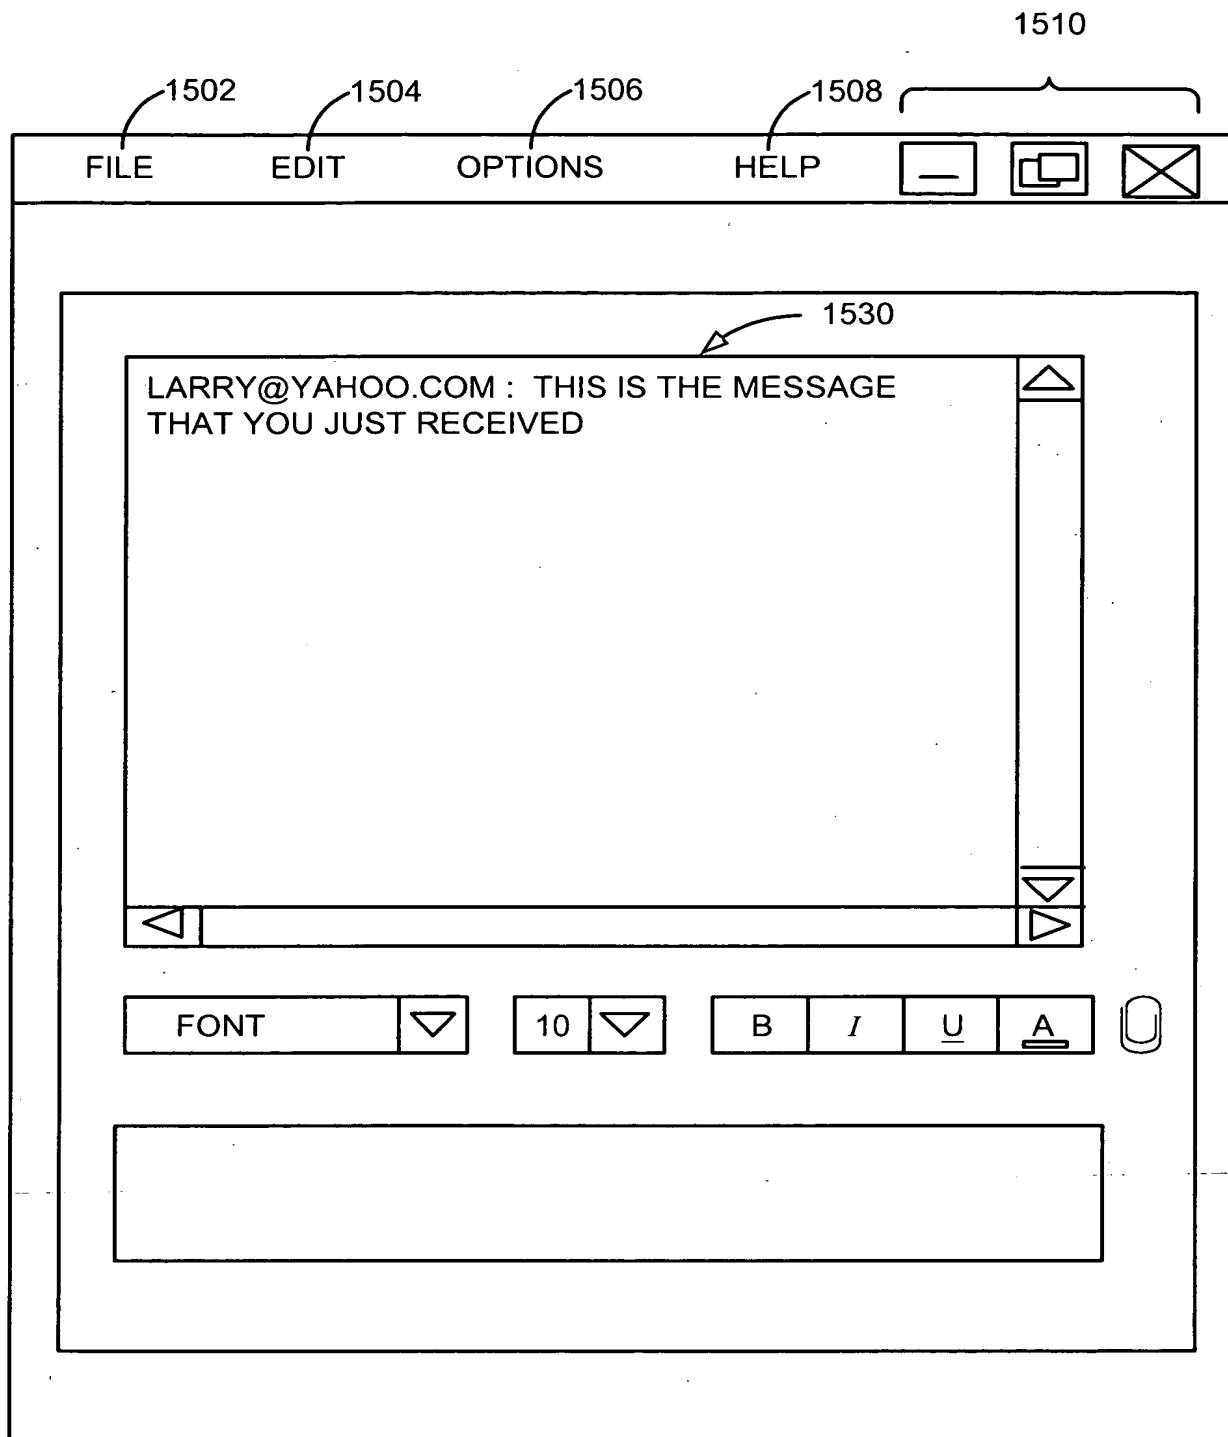 1510
1502 1504 1506 1508
FILE EDIT OPTIONS HELP
1530
LARRY@YAHOO.COM : THIS IS THE MESSAGE
THAT YOU JUST RECEIVED
FONT 10 B I U A